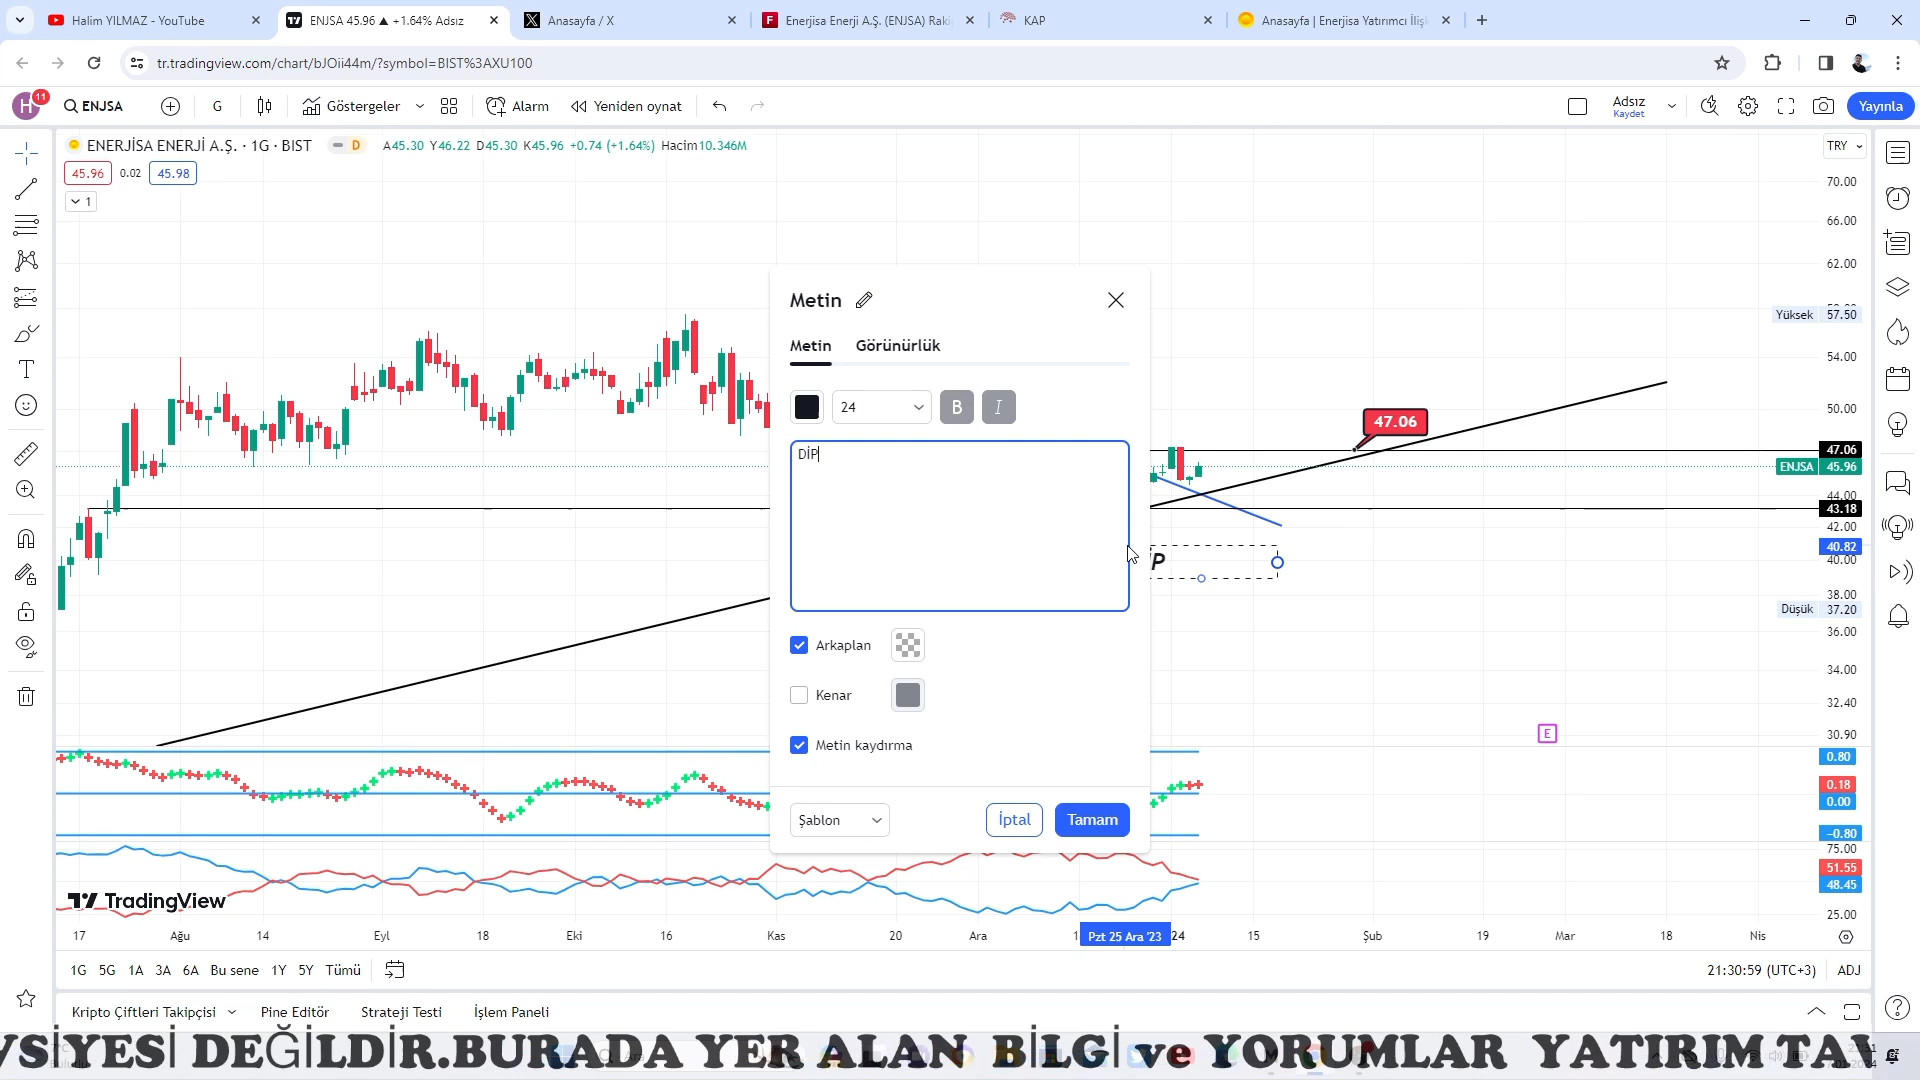 Halim YILMAZ - YouTube
ENJSA 45.96 ▲ +1.64% Adsız
Anasayfa / X
Enerjisa Enerji A.Ş. (ENJSA) Raki
KAP
Anasayfa | Enerjisa Yatırımcı İliş
tr.tradingview.com/chart/bJOii44m/?symbol=BIST%3AXU100
H 11
ENJSA
G
Göstergeler
Alarm
Yeniden oynat
Adsız
Kaydet
Yayınla
ENERJİSA ENERJİ A.Ş. · 1G · BIST
D
A45.30 Y46.22 D45.30 K45.96 +0.74 (+1.64%) Hacim10.346M
TRY
45.96 0.02 45.98
1
70.00
66.00
62.00
Yüksek 57.50
54.00
50.00
47.06
47.06
ENJSA 45.96
44.00
43.18
42.00
40.82
40.00
38.00
Düşük 37.20
36.00
34.00
32.40
30.90
E
0.80
0.18
0.00
−0.80
75.00
51.55
48.45
25.00
Metin
Metin Görünürlük
24
B I
DİP
Arkaplan
Kenar
Metin kaydırma
Şablon
İptal
Tamam
TradingView
17 Ağu 14 Eyl 18 Eki 16 Kas 20 Ara 1 Pzt 25 Ara '23 24 15 Şub 19 Mar 18 Nis
1G 5G 1A 3A 6A Bu sene 1Y 5Y Tümü
21:30:59 (UTC+3) ADJ
Kripto Çiftleri Takipçisi Pine Editör Strateji Testi İşlem Paneli
VSİYESİ DEĞİLDİR.BURADA YER ALAN BİLGİ ve YORUMLAR YATIRIM TA